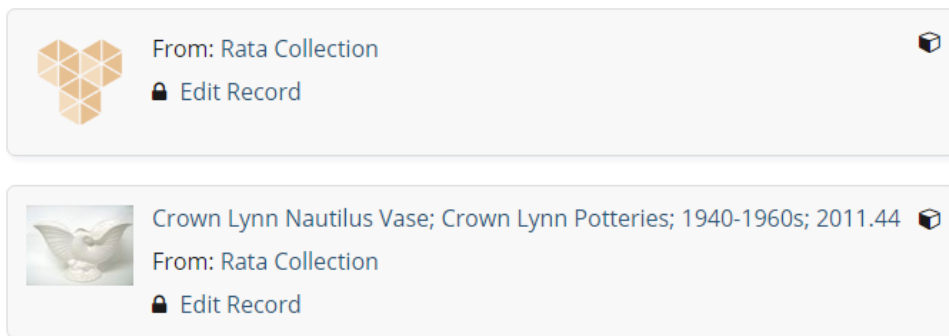 From: Rata Collection
Edit Record
Crown Lynn Nautilus Vase; Crown Lynn Potteries; 1940-1960s; 2011.44
From: Rata Collection
Edit Record